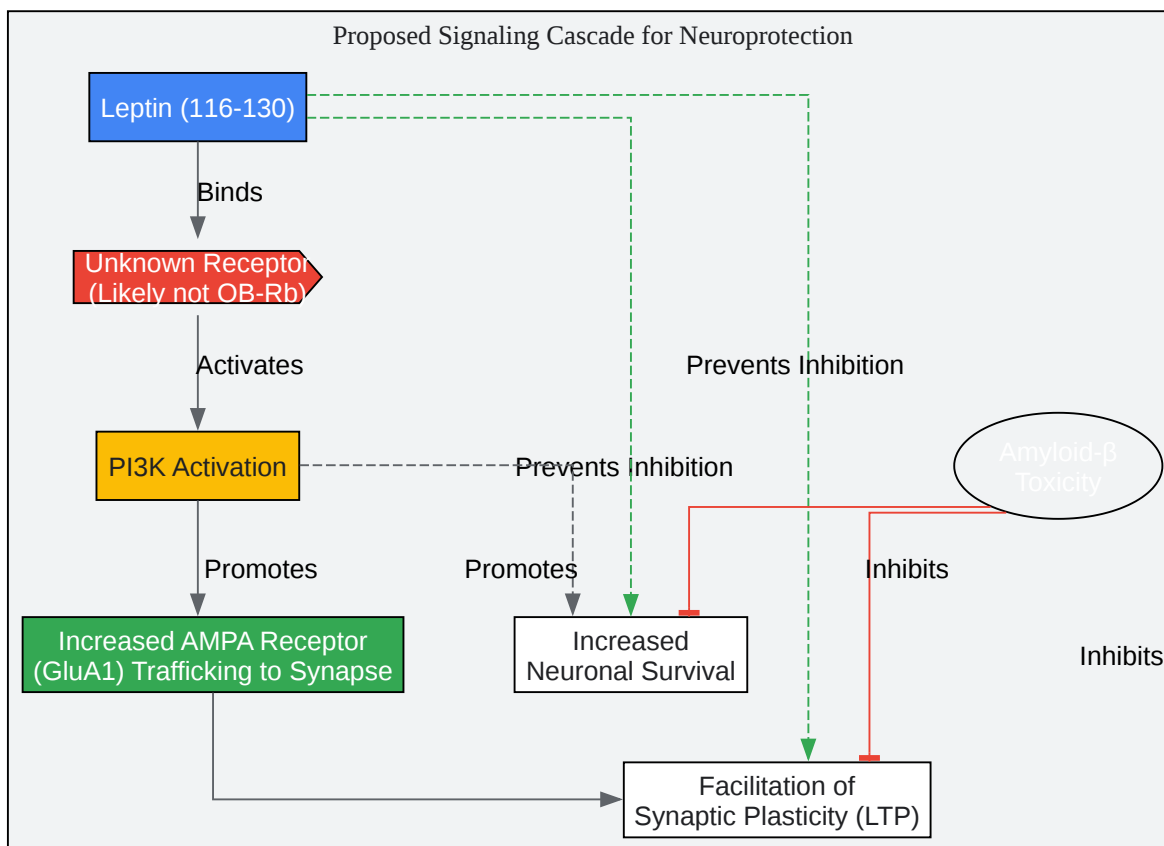 Proposed Signaling Cascade for Neuroprotection
Leptin (116-130)
Binds
Unknown Receptor
(Likely not OB-Rb)
Activates
Prevents Inhibition
PI3K Activation
Prevents Inhibition
Amyloid-β
Toxicity
Promotes
Promotes
Inhibits
Increased AMPA Receptor
(GluA1) Trafficking to Synapse
Increased
Neuronal Survival
Inhibits
Facilitation of
Synaptic Plasticity (LTP)